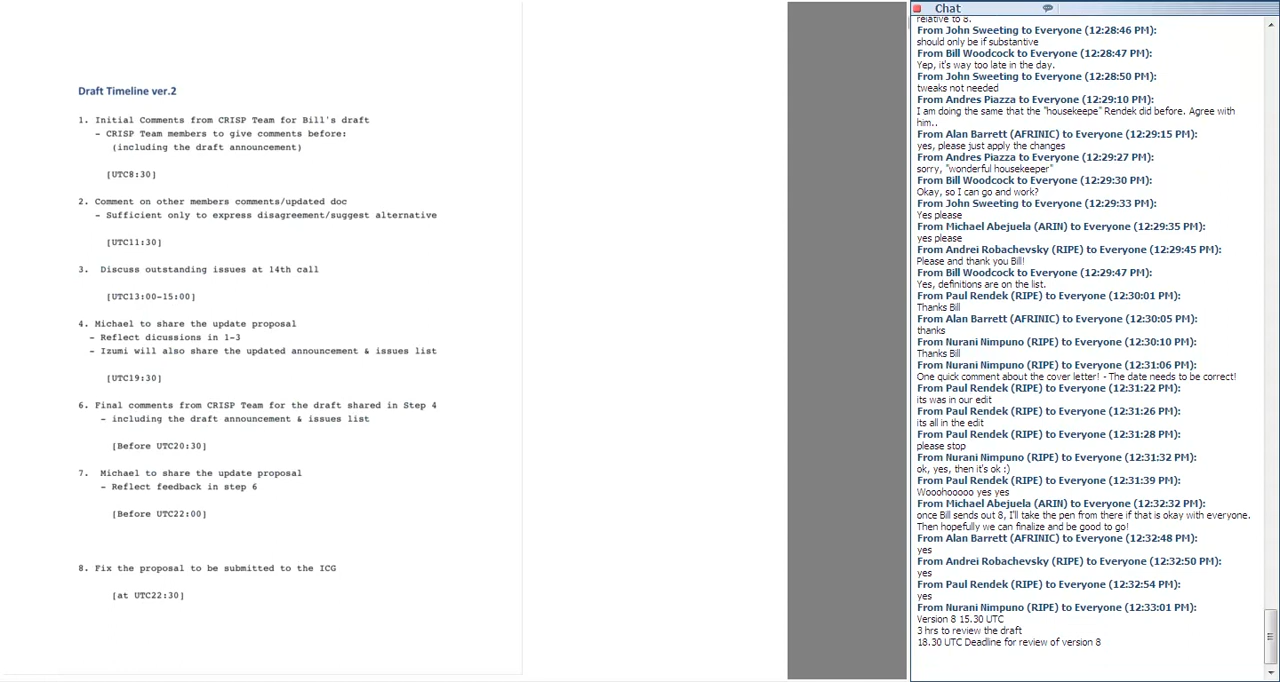 Draft Timeline ver.2
1. Initial Comments from CRISP Team for Bill's draft
- CRISP Team members to give comments before:
(including the draft announcement)
[UTC8:30]
2. Comment on other members comments/updated doc
- Sufficient only to express disagreement/suggest alternative
[UTC11:30]
3. Discuss outstanding issues at 14th call
[UTC13:00-15:00]
4. Michael to share the update proposal
- Reflect dicussions in 1-3
- Izumi will also share the updated announcement & issues list
[UTC19:30]
6. Final comments from CRISP Team for the draft shared in Step 4
- including the draft announcement & issues list
[Before UTC20:30]
7. Michael to share the update proposal
- Reflect feedback in step 6
[Before UTC22:00]
8. Fix the proposal to be submitted to the ICG
[at UTC22:30]
Chat
relative to 8.
From John Sweeting to Everyone (12:28:46 PM):
should only be if substantive
From Bill Woodcock to Everyone (12:28:47 PM):
Yep, it's way too late in the day.
From John Sweeting to Everyone (12:28:50 PM):
tweaks not needed
From Andres Piazza to Everyone (12:29:10 PM):
I am doing the same that the "housekeepe" Rendek did before. Agree with
him..
From Alan Barrett (AFRINIC) to Everyone (12:29:15 PM):
yes, please just apply the changes
From Andres Piazza to Everyone (12:29:27 PM):
sorry, "wonderful housekeeper"
From Bill Woodcock to Everyone (12:29:30 PM):
Okay, so I can go and work?
From John Sweeting to Everyone (12:29:33 PM):
Yes please
From Michael Abejuela (ARIN) to Everyone (12:29:35 PM):
yes please
From Andrei Robachevsky (RIPE) to Everyone (12:29:45 PM):
Please and thank you Bill!
From Bill Woodcock to Everyone (12:29:47 PM):
Yes, definitions are on the list.
From Paul Rendek (RIPE) to Everyone (12:30:01 PM):
Thanks Bill
From Alan Barrett (AFRINIC) to Everyone (12:30:05 PM):
thanks
From Nurani Nimpuno (RIPE) to Everyone (12:30:10 PM):
Thanks Bill
From Nurani Nimpuno (RIPE) to Everyone (12:31:06 PM):
One quick comment about the cover letter! - The date needs to be correct!
From Paul Rendek (RIPE) to Everyone (12:31:22 PM):
its was in our edit
From Paul Rendek (RIPE) to Everyone (12:31:26 PM):
its all in the edit
From Paul Rendek (RIPE) to Everyone (12:31:28 PM):
please stop
From Nurani Nimpuno (RIPE) to Everyone (12:31:32 PM):
ok, yes, then it's ok :)
From Paul Rendek (RIPE) to Everyone (12:31:39 PM):
Wooohooooo yes yes
From Michael Abejuela (ARIN) to Everyone (12:32:32 PM):
once Bill sends out 8, I'll take the pen from there if that is okay with everyone.
Then hopefully we can finalize and be good to go!
From Alan Barrett (AFRINIC) to Everyone (12:32:48 PM):
yes
From Andrei Robachevsky (RIPE) to Everyone (12:32:50 PM):
yes
From Paul Rendek (RIPE) to Everyone (12:32:54 PM):
yes
From Nurani Nimpuno (RIPE) to Everyone (12:33:01 PM):
Version 8 15.30 UTC
3 hrs to review the draft
18.30 UTC Deadline for review of version 8